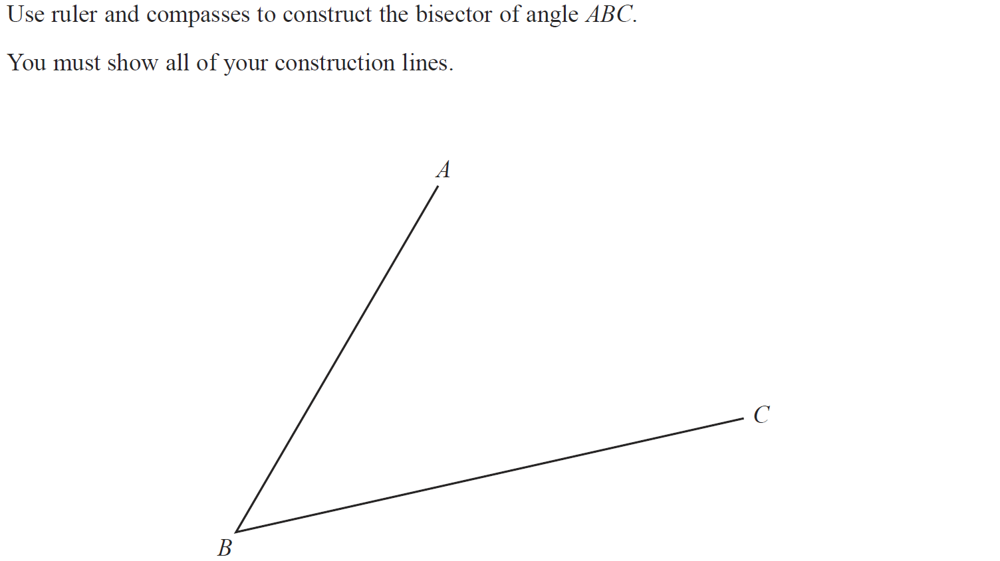 Use ruler and compasses to construct the bisector of angle ABC.
You must show all of your construction lines.
A
C
B